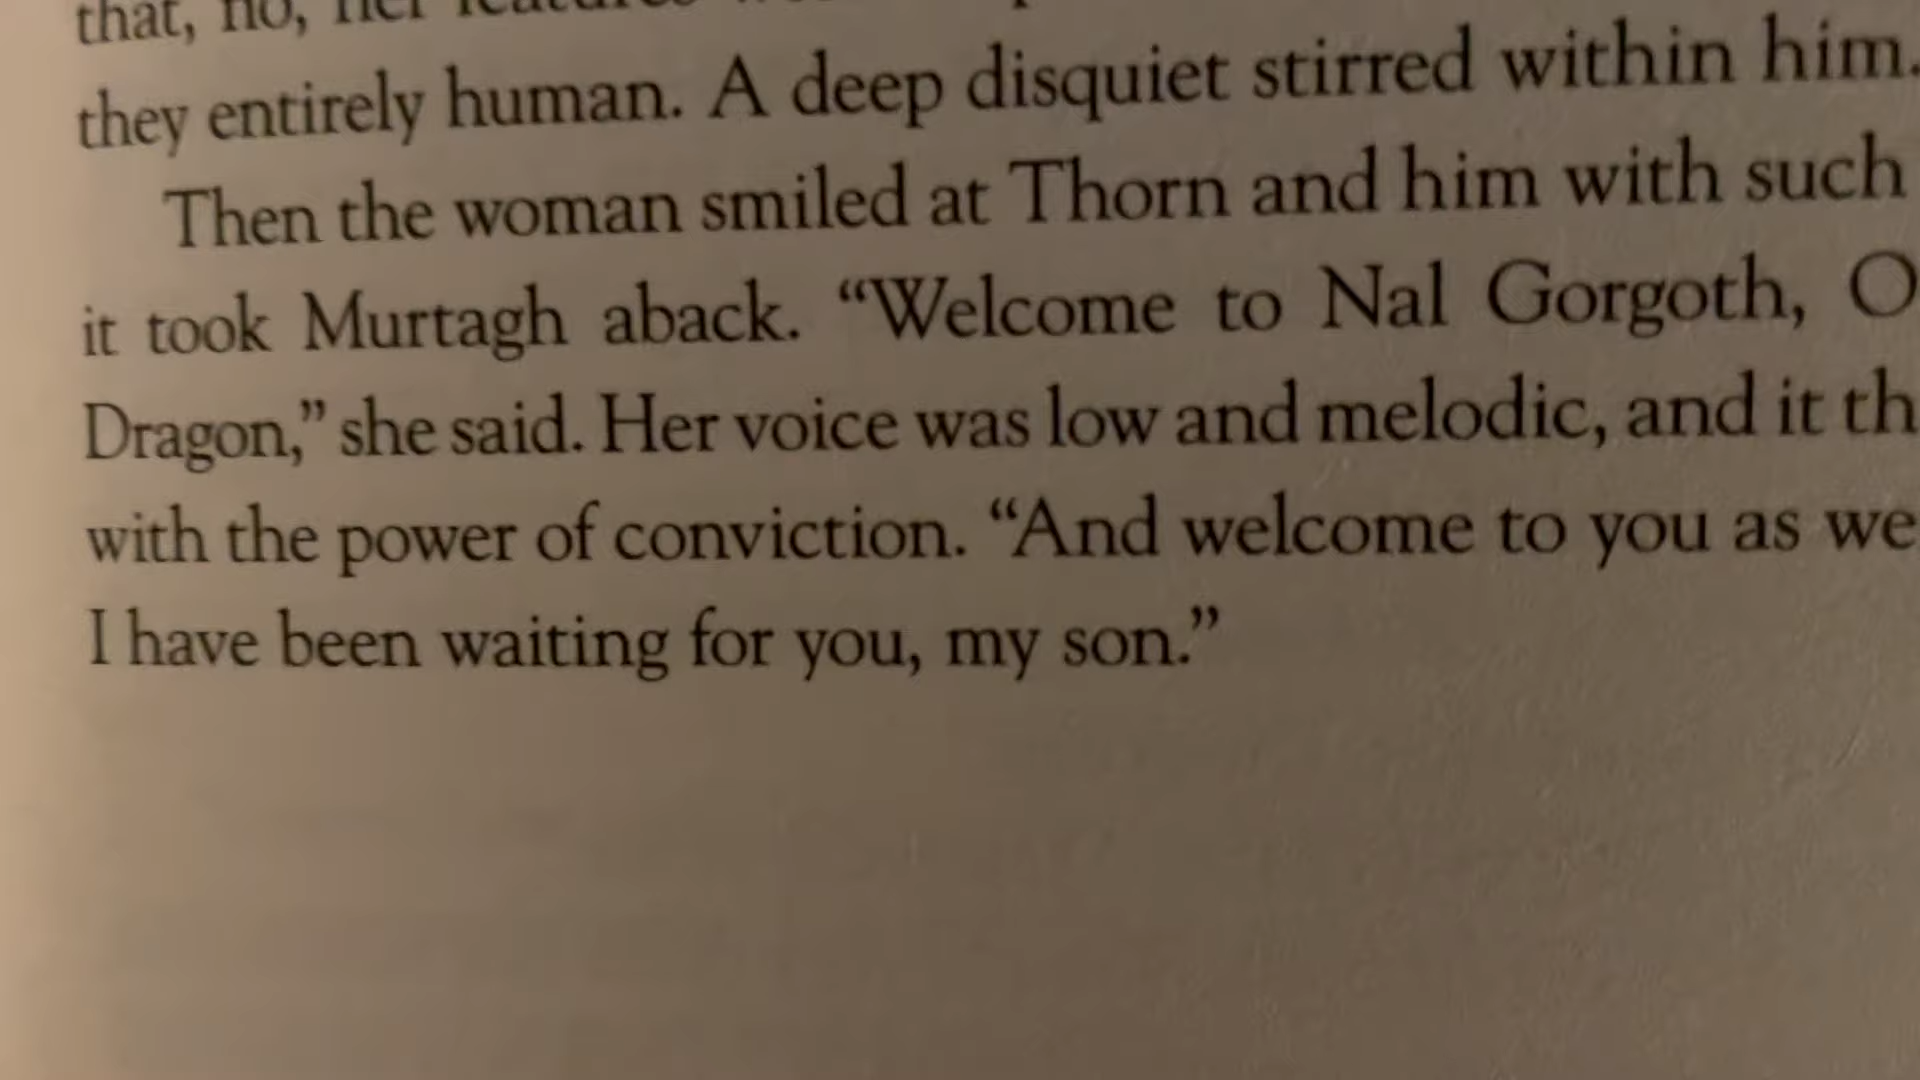 that, no, her features
they entirely human. A deep disquiet stirred within him.
Then the woman smiled at Thorn and him with such
it took Murtagh aback. “Welcome to Nal Gorgoth, O
Dragon,” she said. Her voice was low and melodic, and it th
with the power of conviction. “And welcome to you as we
I have been waiting for you, my son.”